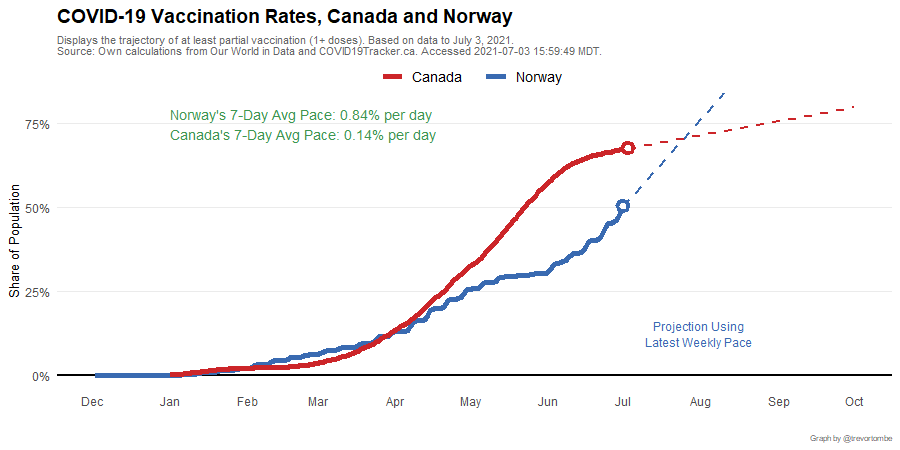 COVID-19 Vaccination Rates, Canada and Norway
Displays the trajectory of at least partial vaccination (1+ doses). Based on data to July 3, 2021.
Source: Own calculations from Our World in Data and COVID19Tracker.ca. Accessed 2021-07-03 15:59:49 MDT.
Canada Norway
Norway's 7-Day Avg Pace: 0.84% per day
Canada's 7-Day Avg Pace: 0.14% per day
75%
50%
25%
0%
Share of Population
Projection Using
Latest Weekly Pace
Dec Jan Feb Mar Apr May Jun Jul Aug Sep Oct
Graph by @trevortombe